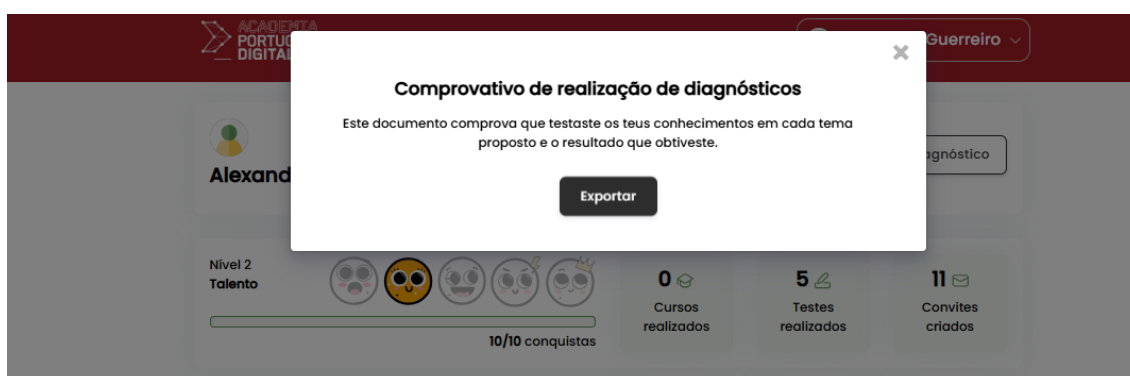 ACADEMIA
PORTUG
DIGITAL
Guerreiro
×
Comprovativo de realização de diagnósticos
Este documento comprova que testaste os teus conhecimentos em cada tema
proposto e o resultado que obtiveste.
Exportar
Alexand
agnóstico
Nível 2
Talento
10/10 conquistas
0
Cursos
realizados
5
Testes
realizados
11
Convites
criados